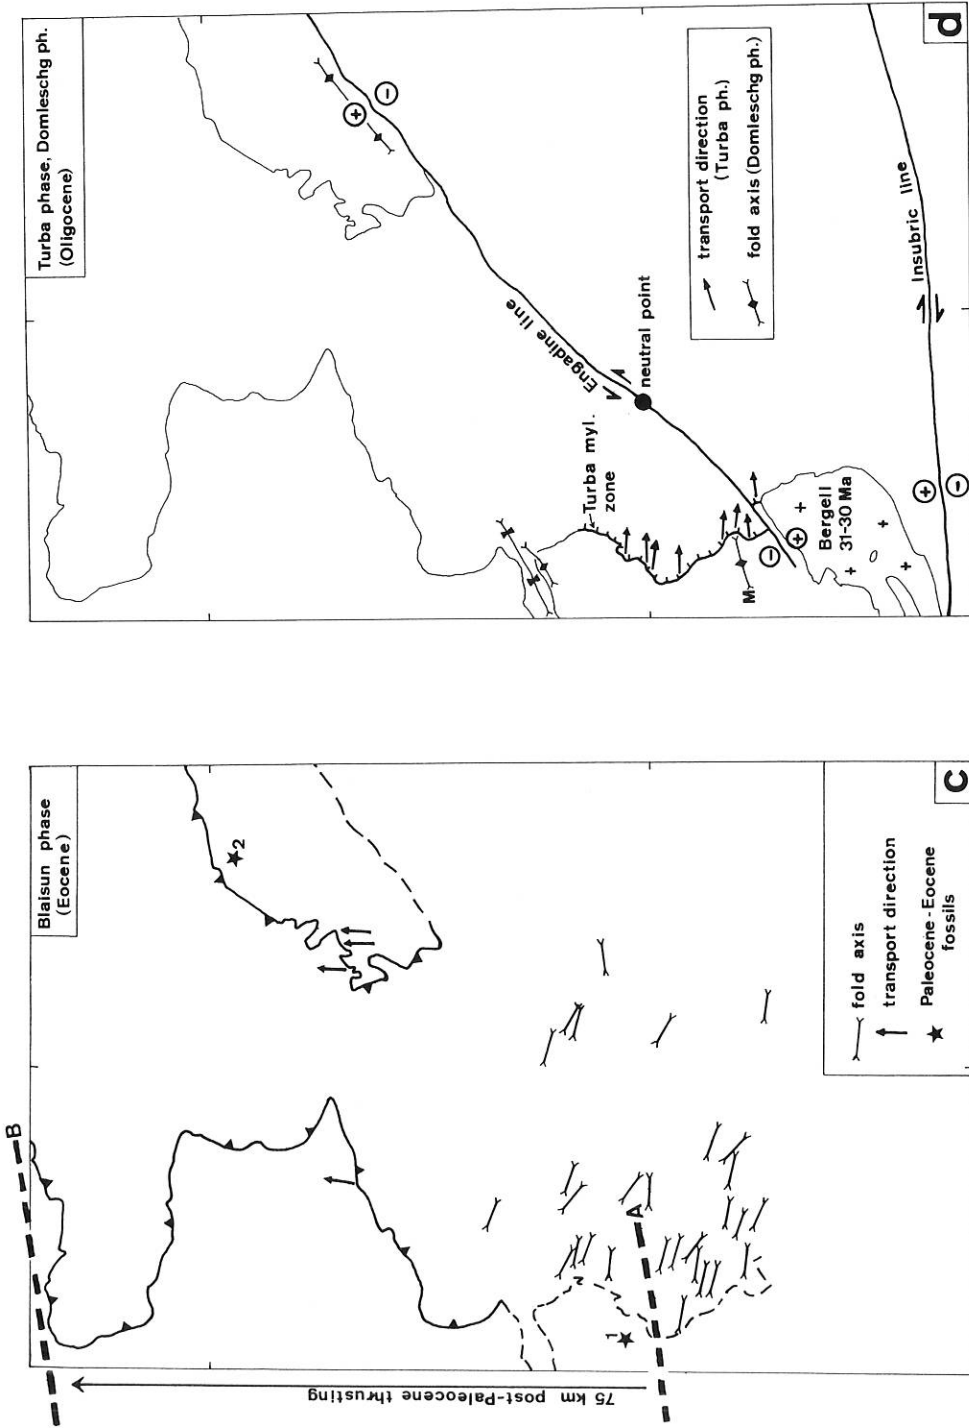 Blaisun phase
(Eocene)
B
2
A
1
75 km post-Paleocene thrusting
fold axis
transport direction
Paleocene-Eocene
fossils
c
Turba phase, Domleschg ph.
(Oligocene)
+
−
Engadine line
neutral point
Turba myl.
zone
M
−
+
Bergell
31-30 Ma
+
−
Insubric line
transport direction
(Turba ph.)
fold axis (Domleschg ph.)
d